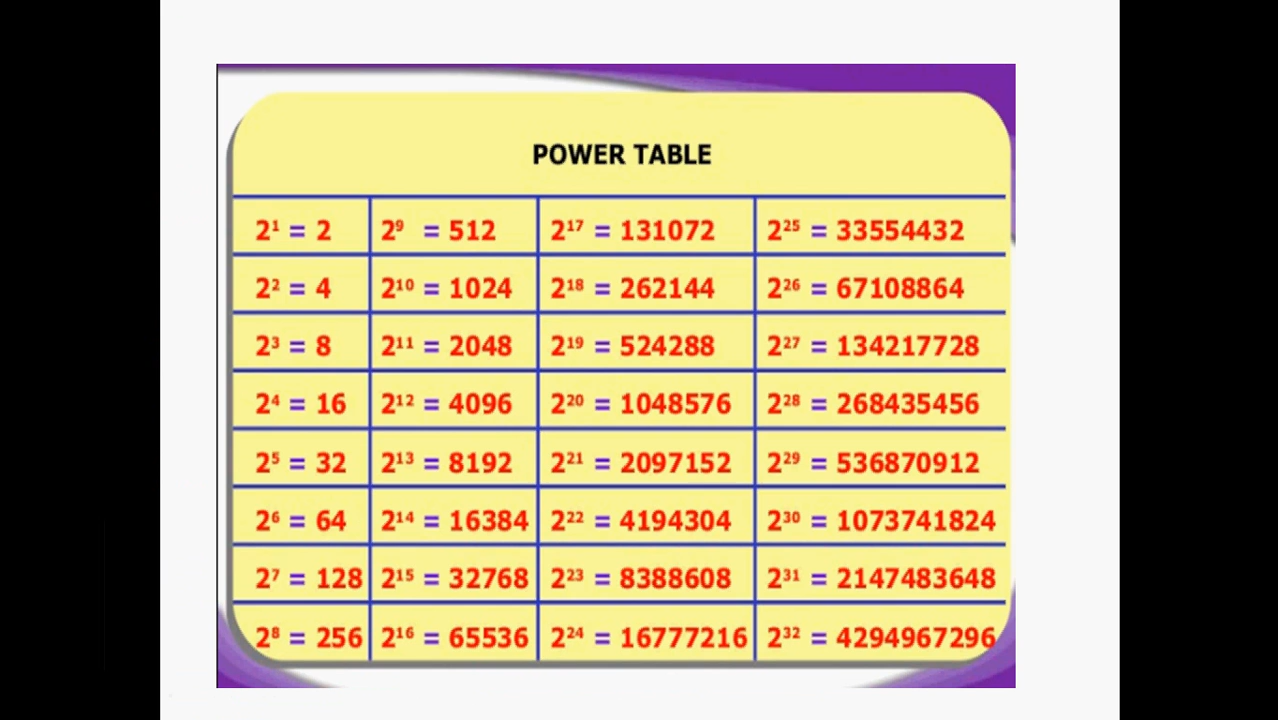 POWER TABLE
2¹ = 2 2⁹ = 512 2¹⁷ = 131072 2²⁵ = 33554432
2² = 4 2¹⁰ = 1024 2¹⁸ = 262144 2²⁶ = 67108864
2³ = 8 2¹¹ = 2048 2¹⁹ = 524288 2²⁷ = 134217728
2⁴ = 16 2¹² = 4096 2²⁰ = 1048576 2²⁸ = 268435456
2⁵ = 32 2¹³ = 8192 2²¹ = 2097152 2²⁹ = 536870912
2⁶ = 64 2¹⁴ = 16384 2²² = 4194304 2³⁰ = 1073741824
2⁷ = 128 2¹⁵ = 32768 2²³ = 8388608 2³¹ = 2147483648
2⁸ = 256 2¹⁶ = 65536 2²⁴ = 16777216 2³² = 4294967296